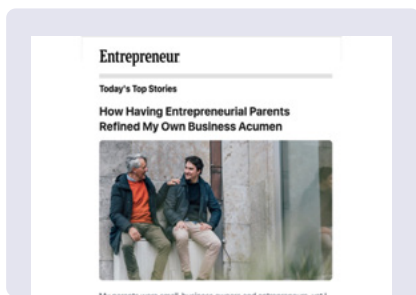 Entrepreneur
Today's Top Stories
How Having Entrepreneurial Parents
Refined My Own Business Acumen